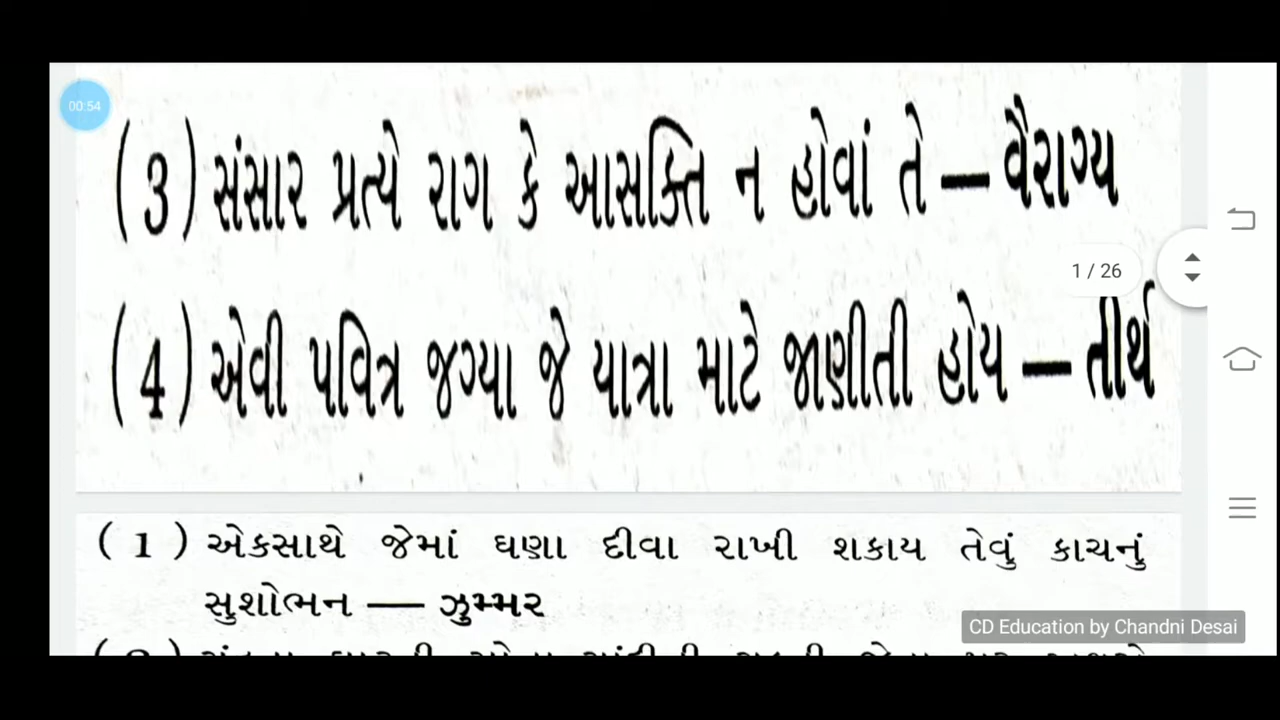 00:54
(3) સંસાર પ્રત્યે રાગ કે આસક્તિ ન હોવાં તે — વૈરાગ્ય
1 / 26
(4) એવી પવિત્ર જગ્યા જે યાત્રા માટે જાણીતી હોય — તીર્થ
(1) એકસાથે જેમાં ઘણા દીવા રાખી શકાય તેવું કાચનું
સુશોભન — ઝુમ્મર
CD Education by Chandni Desai